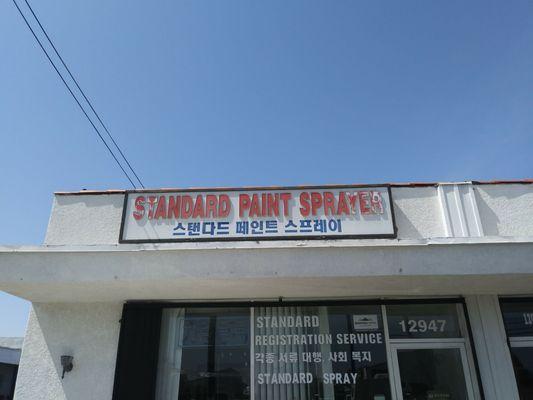 STANDARD PAINT SPRAYER
스탠다드 페인트 스프레이
STANDARD
REGISTRATION SERVICE
각종 서류 대행, 사회 복지
STANDARD SPRAY
12947